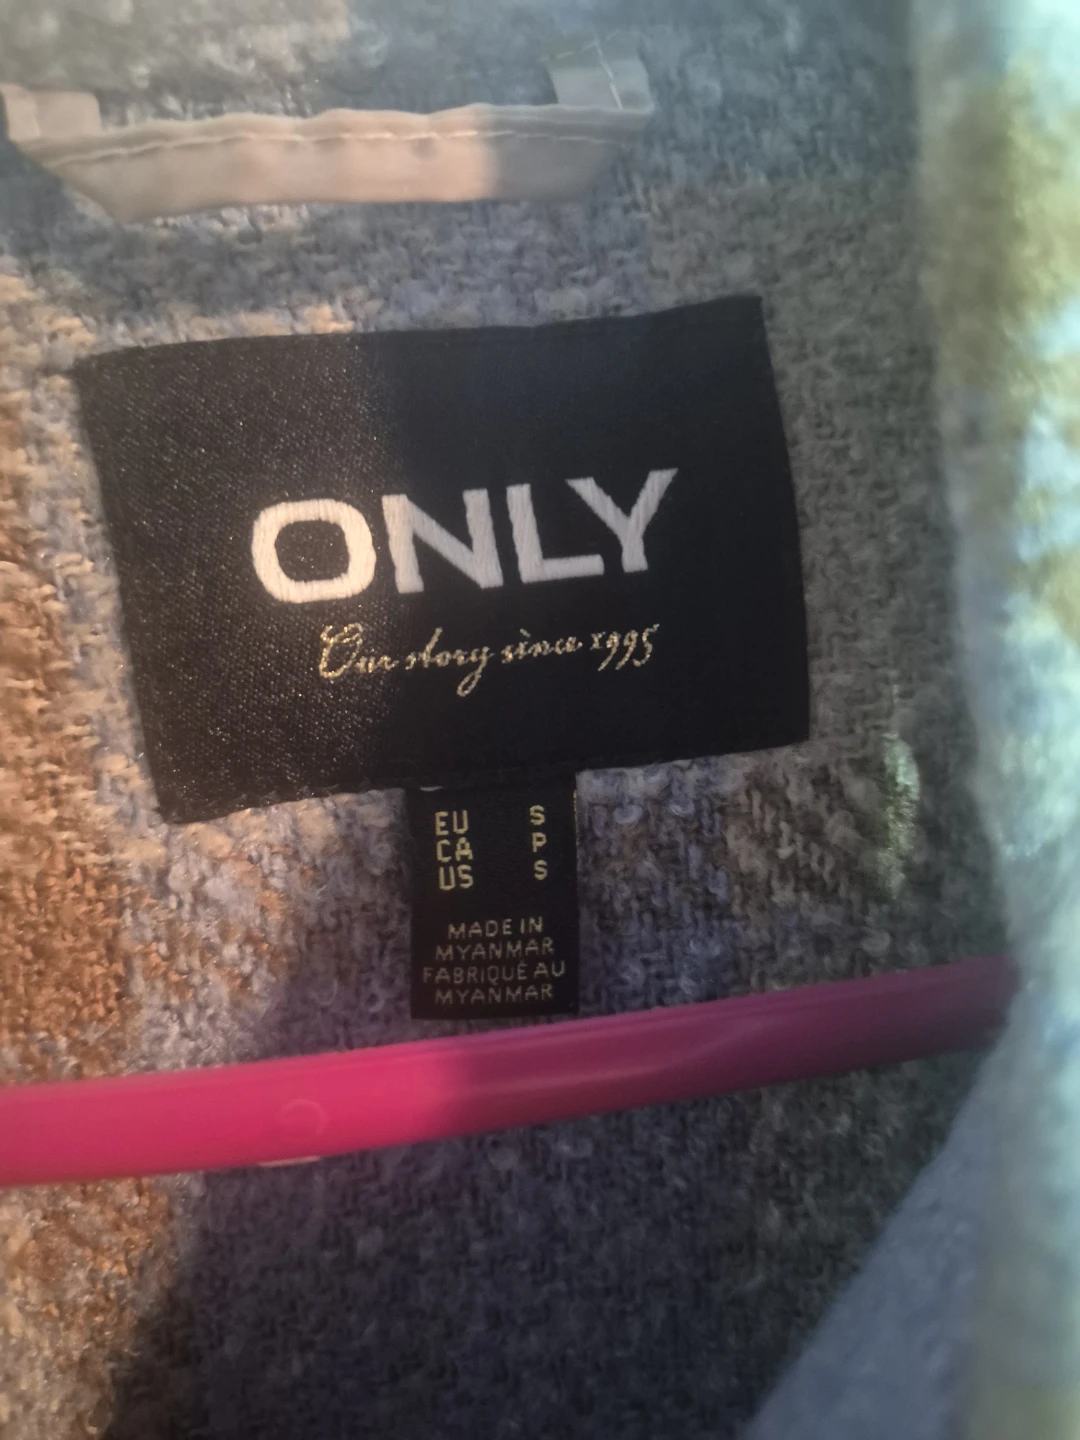 ONLY
Our story since 1995
EU S
CA P
US S
MADE IN
MYANMAR
FABRIQUÉ AU
MYANMAR